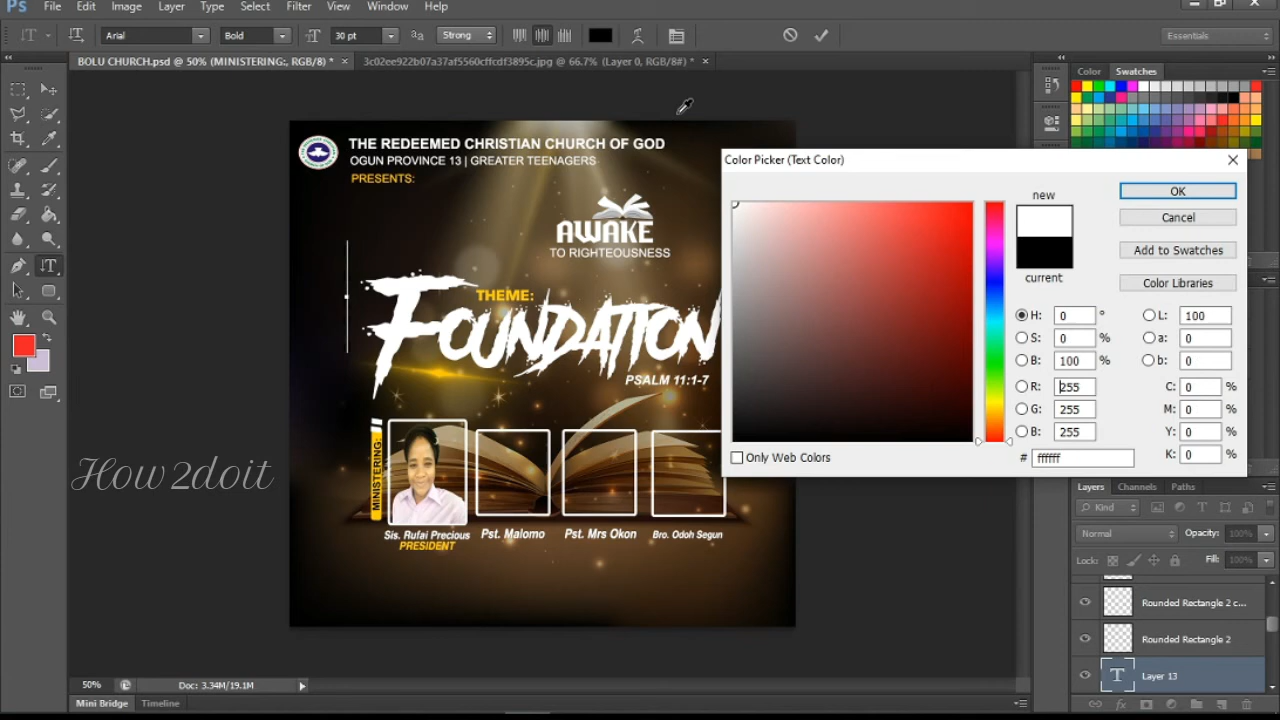 Ps File Edit Image Layer Type Select Filter View Window Help
Arial Bold 30 pt Strong Essentials
BOLU CHURCH.psd @ 50% (MINISTERING:, RGB/8) * × 3c02ee922b07a37af5560cffcdf3895c.jpg @ 66.7% (Layer 0, RGB/8#) * ×
Color Swatches
THE REDEEMED CHRISTIAN CHURCH OF GOD
OGUN PROVINCE 13 | GREATER TEENAGERS
PRESENTS:
AWAKE
TO RIGHTEOUSNESS
THEME:
FOUNDATION
PSALM 11:1-7
MINISTERING:
Sis. Rufai Precious Pst. Malomo Pst. Mrs Okon Bro. Odoh Segun
PRESIDENT
How 2doit
Color Picker (Text Color)
new
current
OK
Cancel
Add to Swatches
Color Libraries
H: 0 ° L: 100
S: 0 % a: 0
B: 100 % b: 0
R: 255 C: 0 %
G: 255 M: 0 %
B: 255 Y: 0 %
# ffffff K: 0 %
Only Web Colors
Layers Channels Paths
Kind
Normal Opacity: 100%
Lock: Fill: 100%
Rounded Rectangle 2 c...
Rounded Rectangle 2
T Layer 13
50% Doc: 3.34M/19.1M
Mini Bridge Timeline